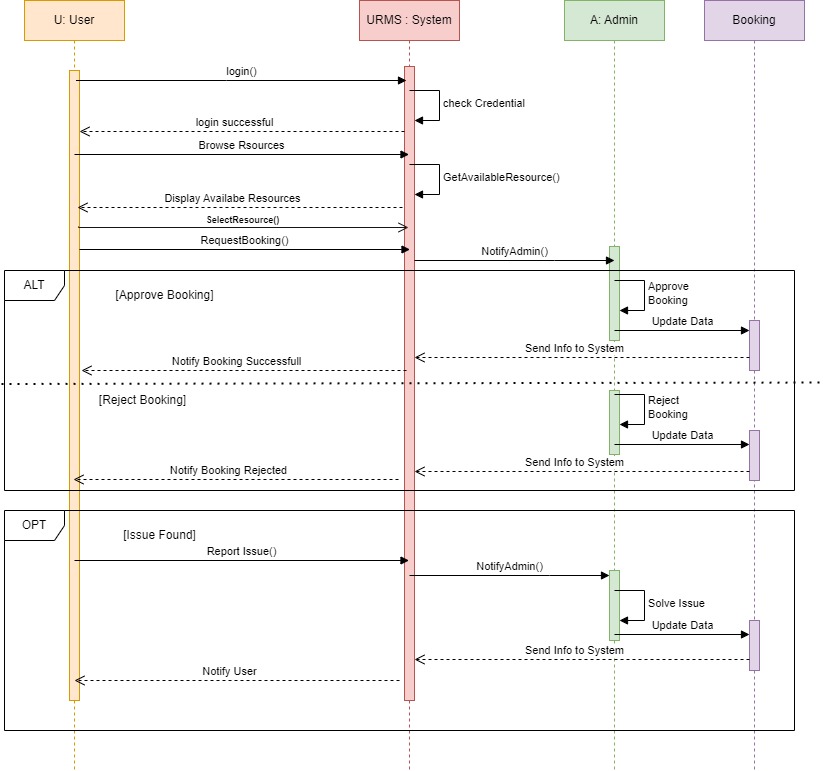 U: User
URMS : System
A: Admin
Booking
login()
check Credential
login successful
Browse Rsources
GetAvailableResource()
Display Availabe Resources
SelectResource()
RequestBooking()
NotifyAdmin()
ALT
[Approve Booking]
Approve
Booking
Update Data
Send Info to System
Notify Booking Successfull
[Reject Booking]
Reject
Booking
Update Data
Send Info to System
Notify Booking Rejected
OPT
[Issue Found]
Report Issue()
NotifyAdmin()
Solve Issue
Update Data
Send Info to System
Notify User